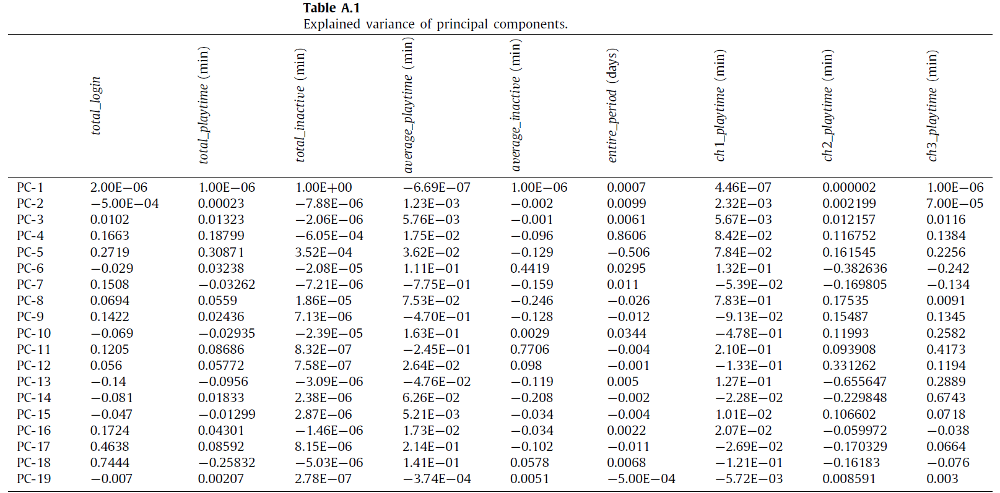 Table A.1
Explained variance of principal components.
total_login total_playtime (min) total_inactive (min) average_playtime (min) average_inactive (min) entire_period (days) ch1_playtime (min) ch2_playtime (min) ch3_playtime (min)
PC-1 2.00E−06 1.00E−06 1.00E+00 −6.69E−07 1.00E−06 0.0007 4.46E−07 0.000002 1.00E−06
PC-2 −5.00E−04 0.00023 −7.88E−06 1.23E−03 −0.002 0.0099 2.32E−03 0.002199 7.00E−05
PC-3 0.0102 0.01323 −2.06E−06 5.76E−03 −0.001 0.0061 5.67E−03 0.012157 0.0116
PC-4 0.1663 0.18799 −6.05E−04 1.75E−02 −0.096 0.8606 8.42E−02 0.116752 0.1384
PC-5 0.2719 0.30871 3.52E−04 3.62E−02 −0.129 −0.506 7.84E−02 0.161545 0.2256
PC-6 −0.029 0.03238 −2.08E−05 1.11E−01 0.4419 0.0295 1.32E−01 −0.382636 −0.242
PC-7 0.1508 −0.03262 −7.21E−06 −7.75E−01 −0.159 0.011 −5.39E−02 −0.169805 −0.134
PC-8 0.0694 0.0559 1.86E−05 7.53E−02 −0.246 −0.026 7.83E−01 0.17535 0.0091
PC-9 0.1422 0.02436 7.13E−06 −4.70E−01 −0.128 −0.012 −9.13E−02 0.15487 0.1345
PC-10 −0.069 −0.02935 −2.39E−05 1.63E−01 0.0029 0.0344 −4.78E−01 0.11993 0.2582
PC-11 0.1205 0.08686 8.32E−07 −2.45E−01 0.7706 −0.004 2.10E−01 0.093908 0.4173
PC-12 0.056 0.05772 7.58E−07 2.64E−02 0.098 −0.001 −1.33E−01 0.331262 0.1194
PC-13 −0.14 −0.0956 −3.09E−06 −4.76E−02 −0.119 0.005 1.27E−01 −0.655647 0.2889
PC-14 −0.081 0.01833 2.38E−06 6.26E−02 −0.208 −0.002 −2.28E−02 −0.229848 0.6743
PC-15 −0.047 −0.01299 2.87E−06 5.21E−03 −0.034 −0.004 1.01E−02 0.106602 0.0718
PC-16 0.1724 0.04301 −1.46E−06 1.73E−02 −0.034 0.0022 2.07E−02 −0.059972 −0.038
PC-17 0.4638 0.08592 8.15E−06 2.14E−01 −0.102 −0.011 −2.69E−02 −0.170329 0.0664
PC-18 0.7444 −0.25832 −5.03E−06 1.41E−01 0.0578 0.0068 −1.21E−01 −0.16183 −0.076
PC-19 −0.007 0.00207 2.78E−07 −3.74E−04 0.0051 −5.00E−04 −5.72E−03 0.008591 0.003